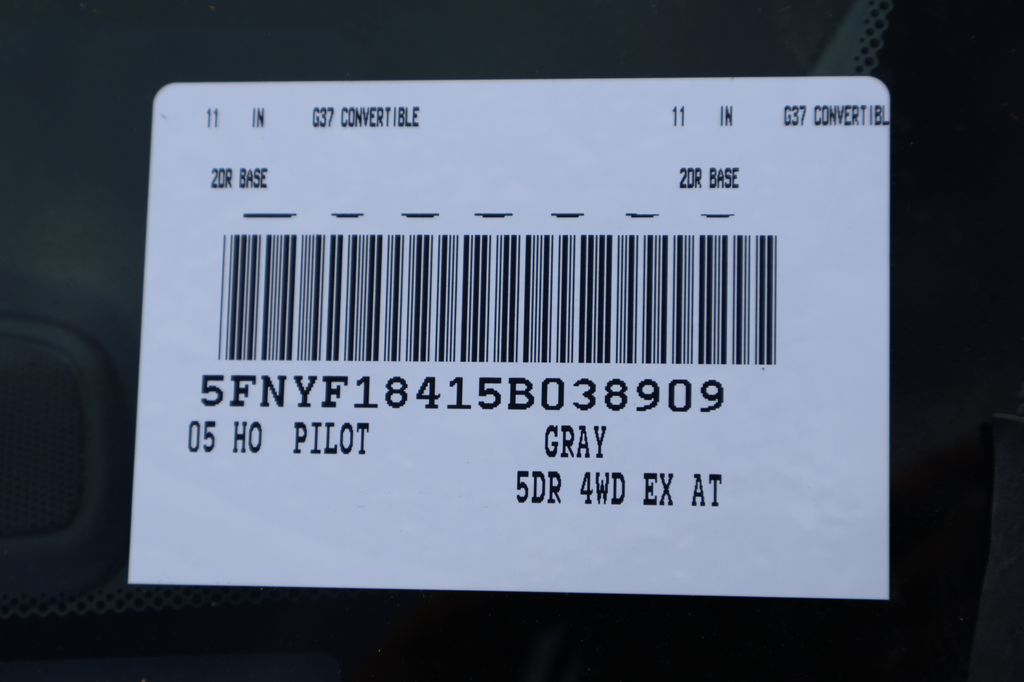 11 IN G37 CONVERTIBLE 11 IN G37 CONVERTIBL
2DR BASE 2DR BASE
5FNYF18415B038909
05 HO PILOT GRAY
5DR 4WD EX AT